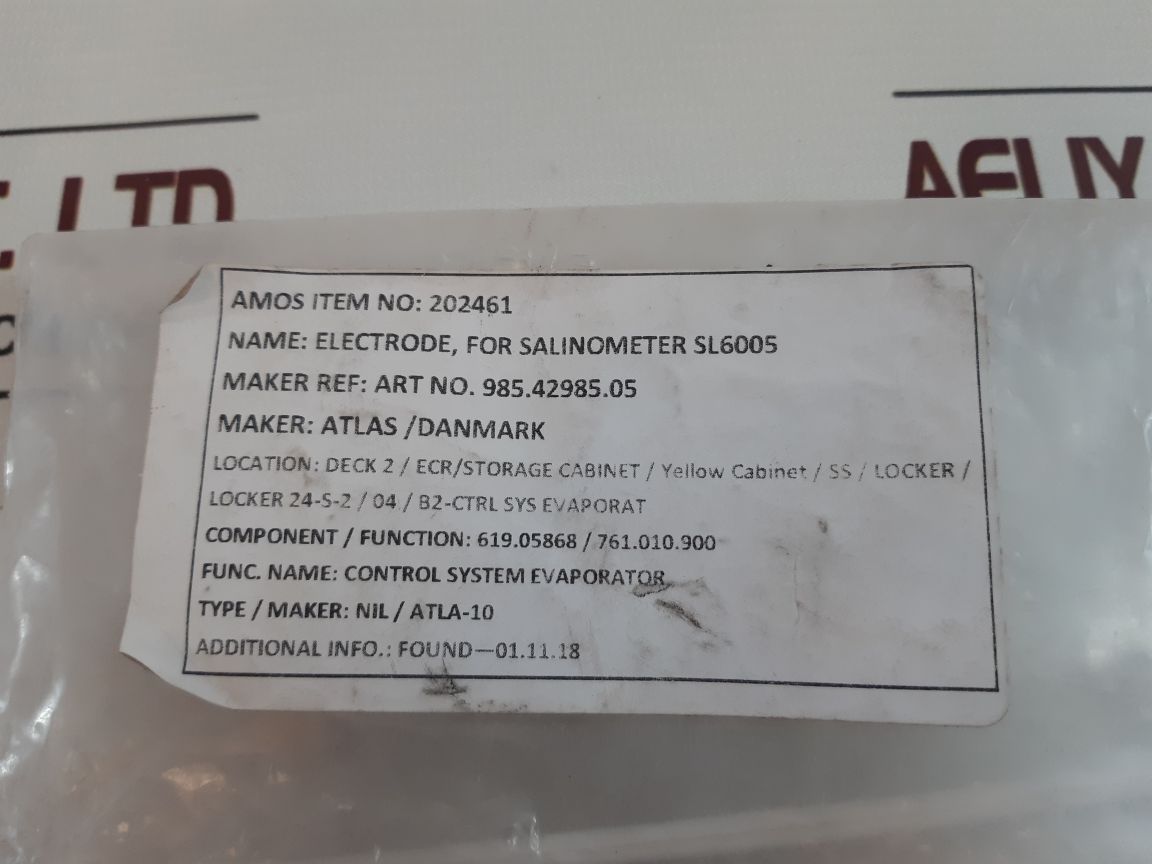 LTD
AELIY
AMOS ITEM NO: 202461
NAME: ELECTRODE, FOR SALINOMETER SL6005
MAKER REF: ART NO. 985.42985.05
MAKER: ATLAS /DANMARK
LOCATION: DECK 2 / ECR/STORAGE CABINET / Yellow Cabinet / SS / LOCKER /
LOCKER 24-S-2 / 04 / B2-CTRL SYS EVAPORAT
COMPONENT / FUNCTION: 619.05868 / 761.010.900
FUNC. NAME: CONTROL SYSTEM EVAPORATOR
TYPE / MAKER: NIL / ATLA-10
ADDITIONAL INFO.: FOUND—01.11.18